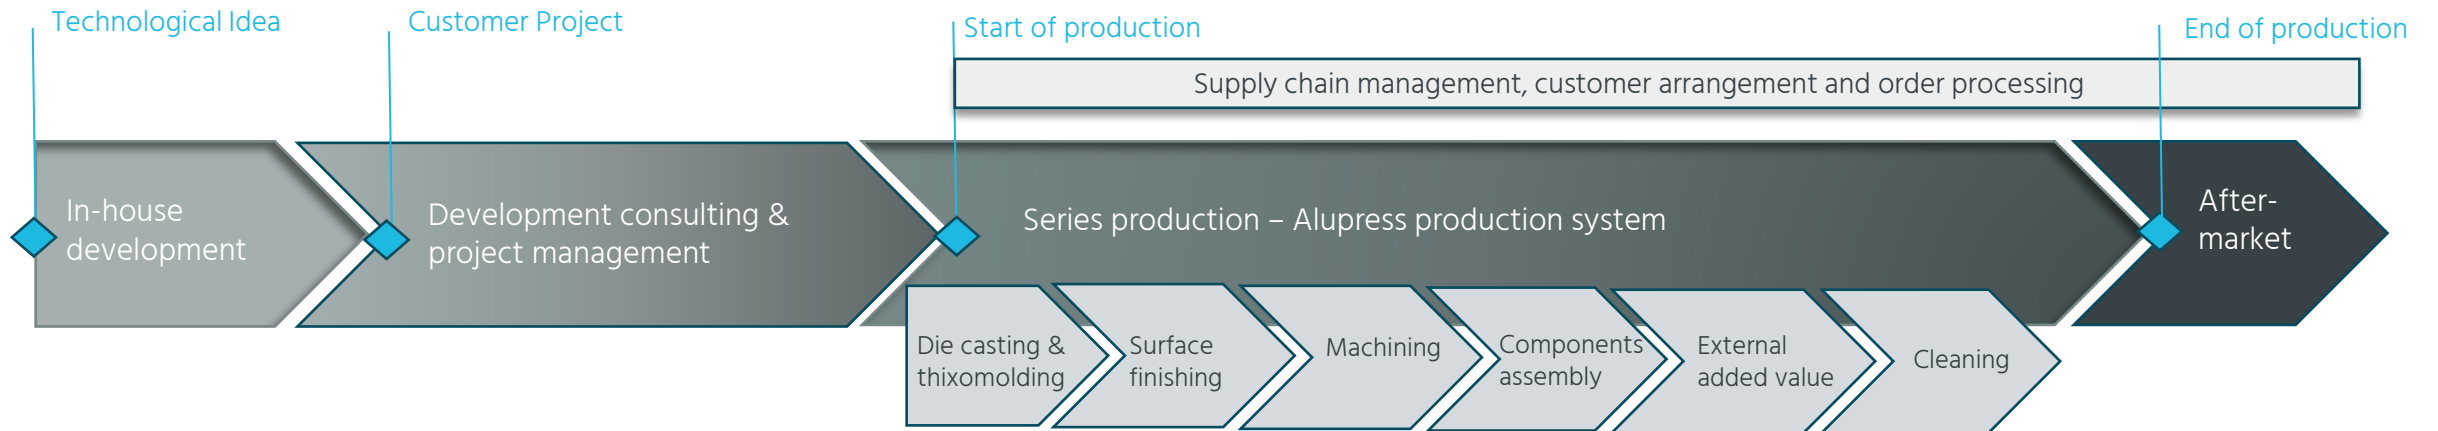 Technological Idea
Customer Project
Start of production
End of production
Supply chain management, customer arrangement and order processing
In-house
development
Development consulting &
project management
Series production – Alupress production system
After-
market
Die casting &
thixomolding
Surface
finishing
Machining
Components
assembly
External
added value
Cleaning